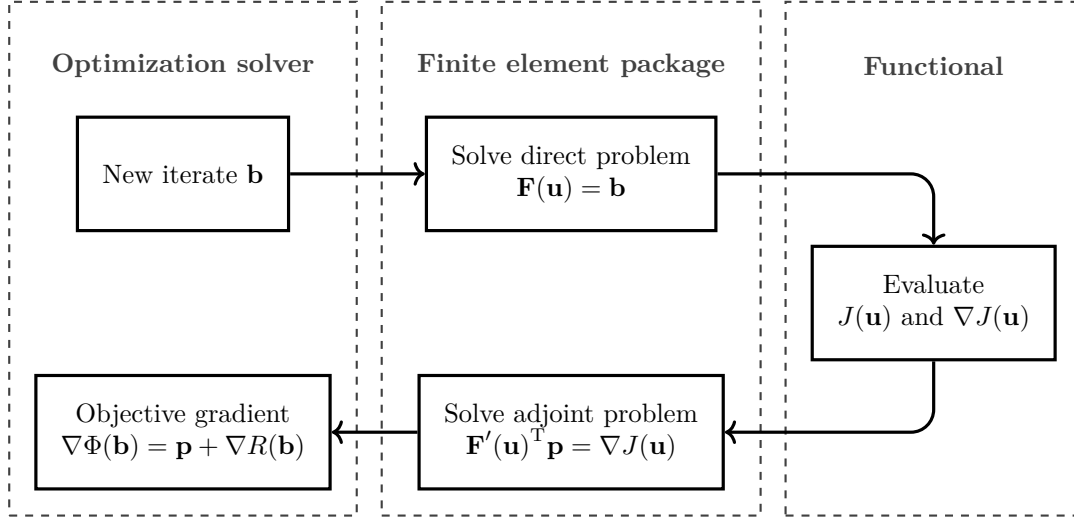 Optimization solver
Finite element package
Functional
New iterate b
Solve direct problem
F(u) = b
Evaluate
J(u) and ∇J(u)
Objective gradient
∇Φ(b) = p + ∇R(b)
Solve adjoint problem
F′(u)ᵀp = ∇J(u)